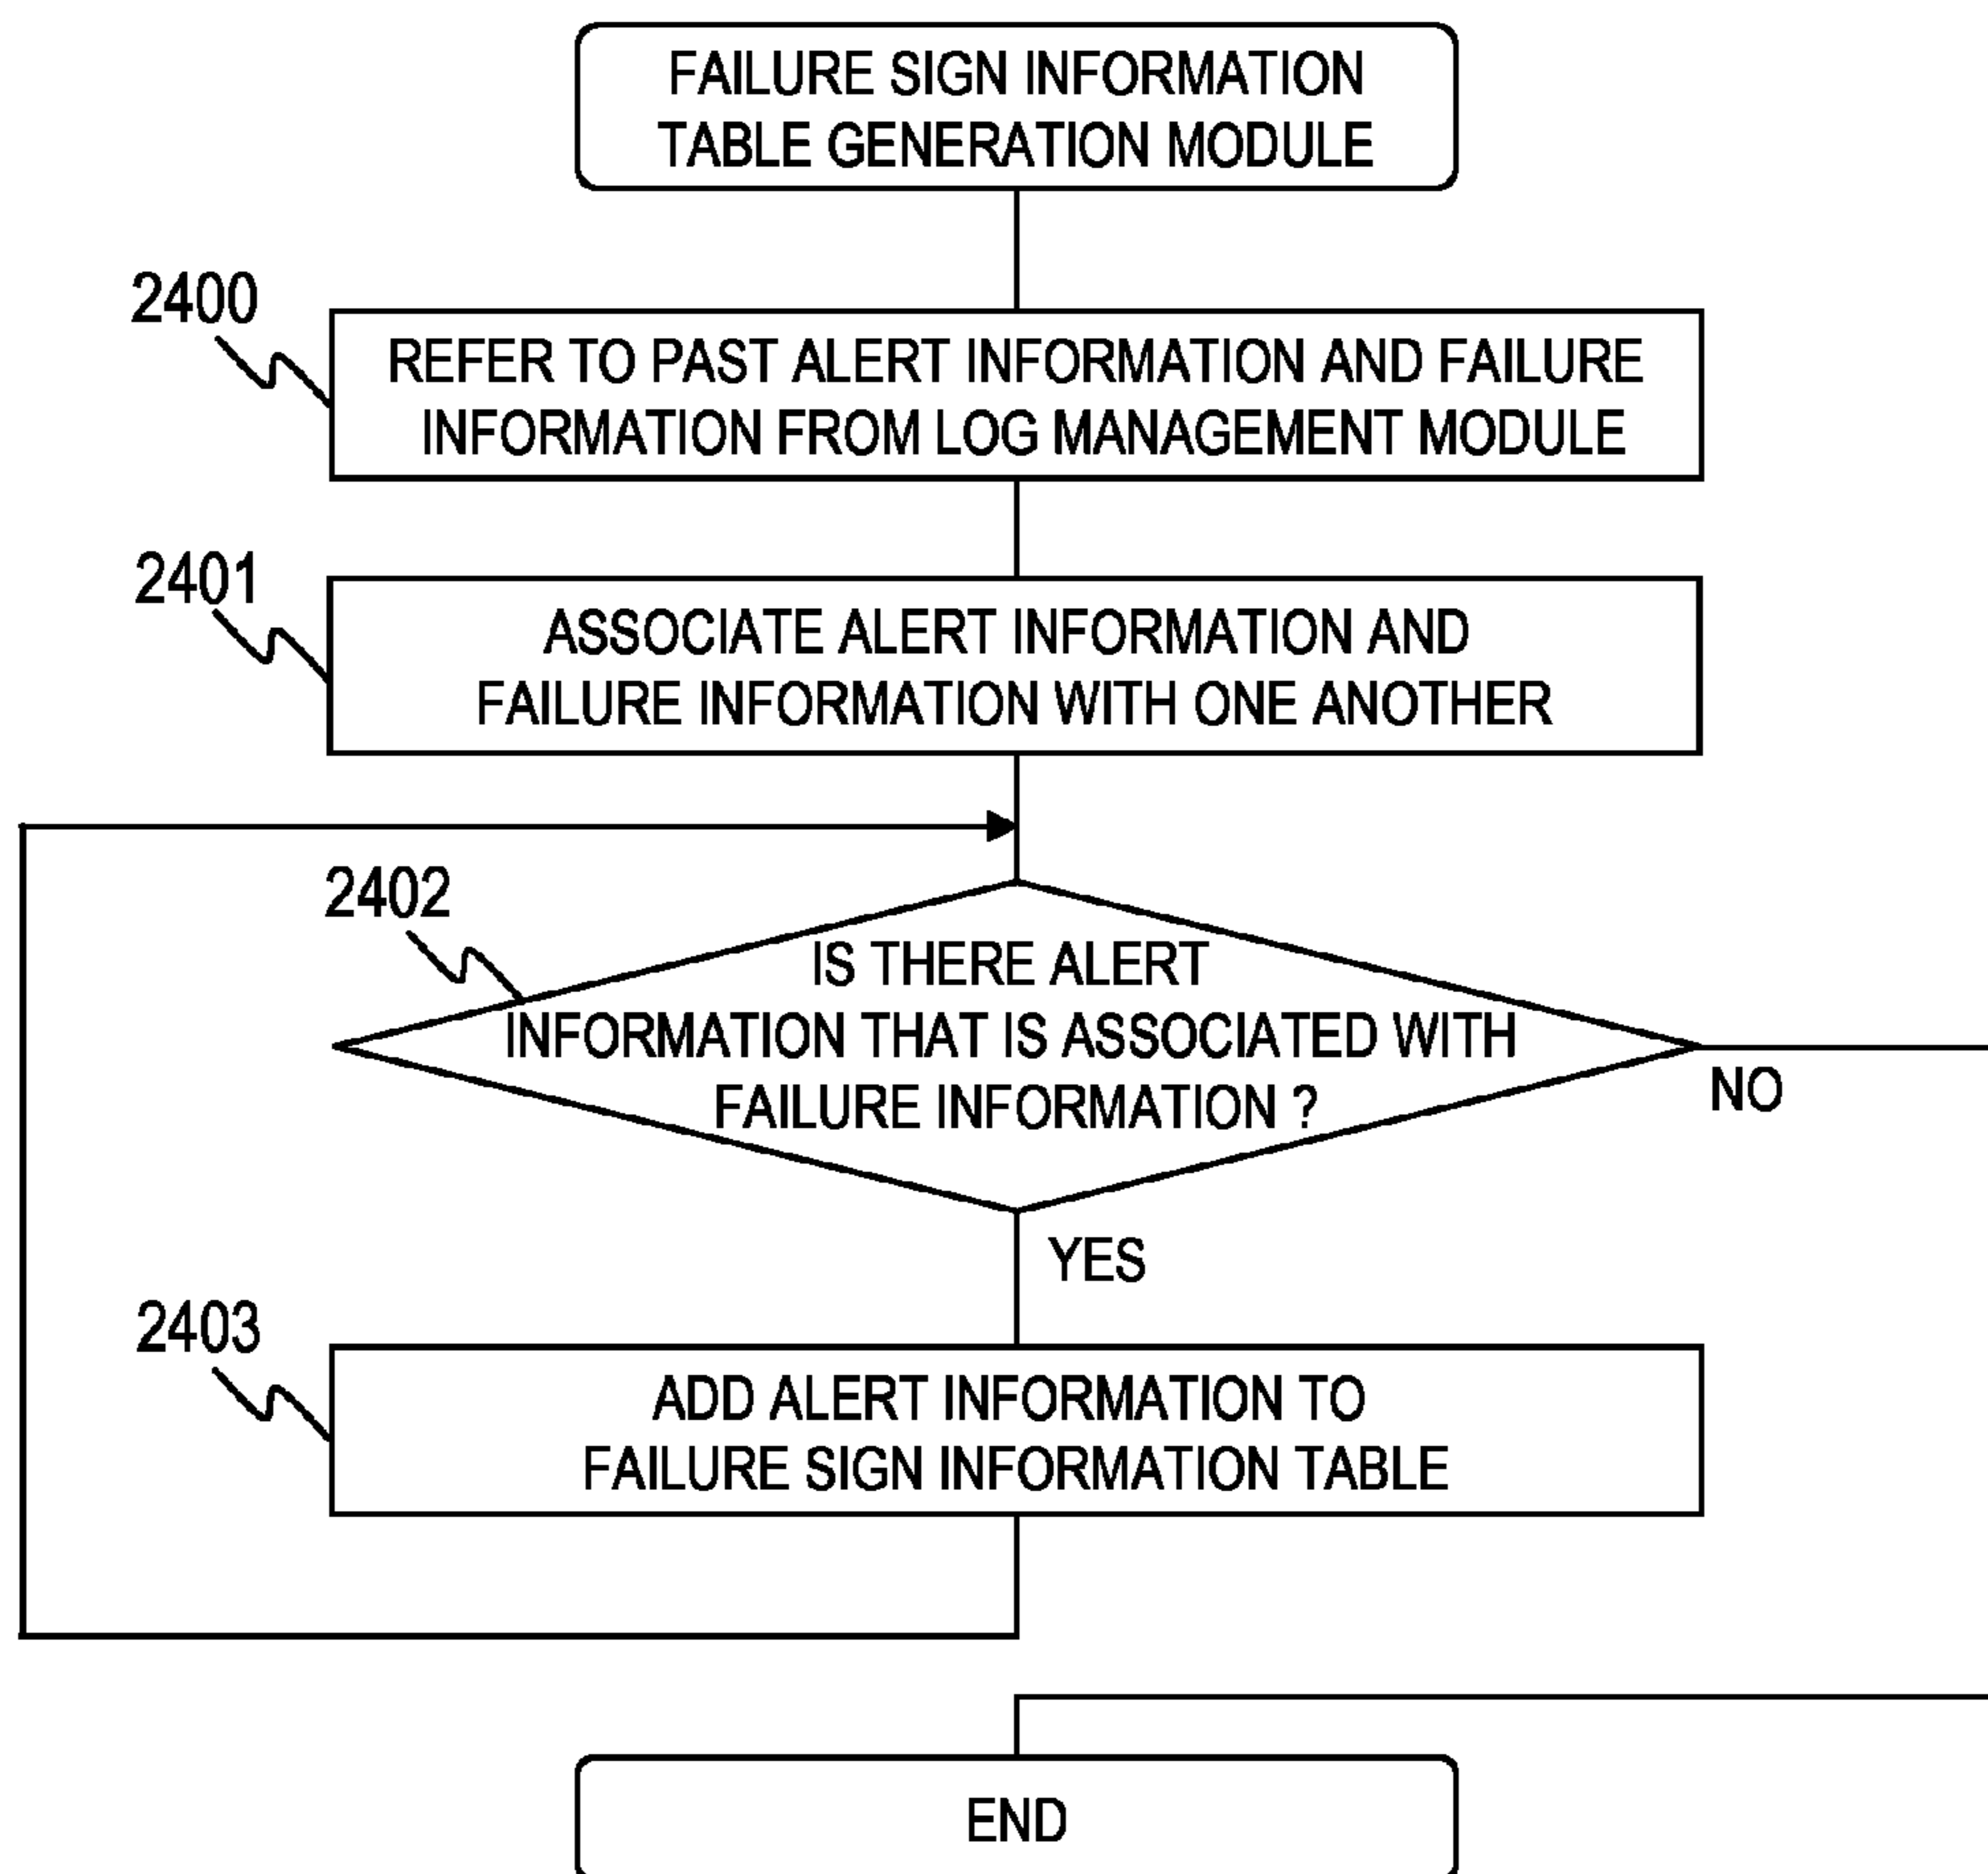 FAILURE SIGN INFORMATION
TABLE GENERATION MODULE
2400
REFER TO PAST ALERT INFORMATION AND FAILURE
INFORMATION FROM LOG MANAGEMENT MODULE
2401
ASSOCIATE ALERT INFORMATION AND
FAILURE INFORMATION WITH ONE ANOTHER
2402
IS THERE ALERT
INFORMATION THAT IS ASSOCIATED WITH
FAILURE INFORMATION ?
NO
YES
2403
ADD ALERT INFORMATION TO
FAILURE SIGN INFORMATION TABLE
END